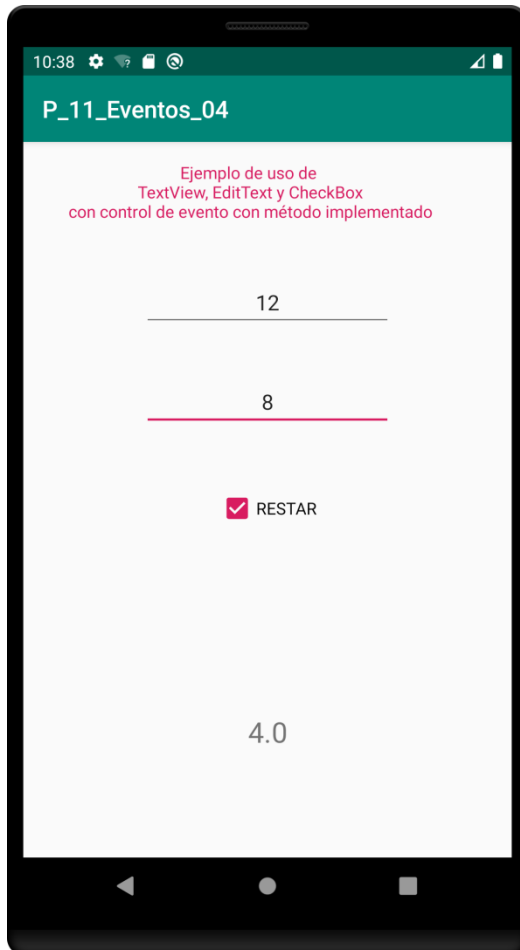 10:38
P_11_Eventos_04
Ejemplo de uso de
TextView, EditText y CheckBox
con control de evento con método implementado
12
8
RESTAR
4.0